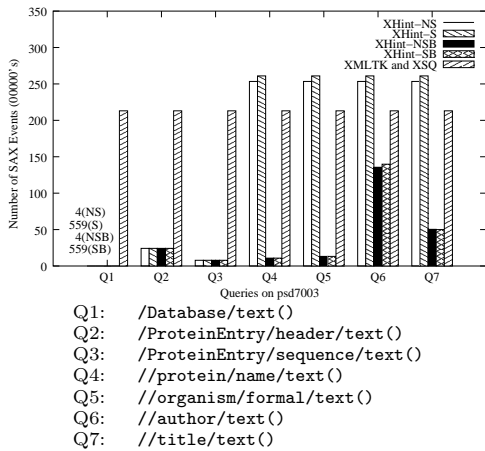 350
300
250
200
150
100
50
0
Number of SAX Events (00000's)
XHint-NS
XHint-S
XHint-NSB
XHint-SB
XMLTK and XSQ
4(NS)
559(S)
4(NSB)
559(SB)
Q1 Q2 Q3 Q4 Q5 Q6 Q7
Queries on psd7003
Q1: /Database/text()
Q2: /ProteinEntry/header/text()
Q3: /ProteinEntry/sequence/text()
Q4: //protein/name/text()
Q5: //organism/formal/text()
Q6: //author/text()
Q7: //title/text()